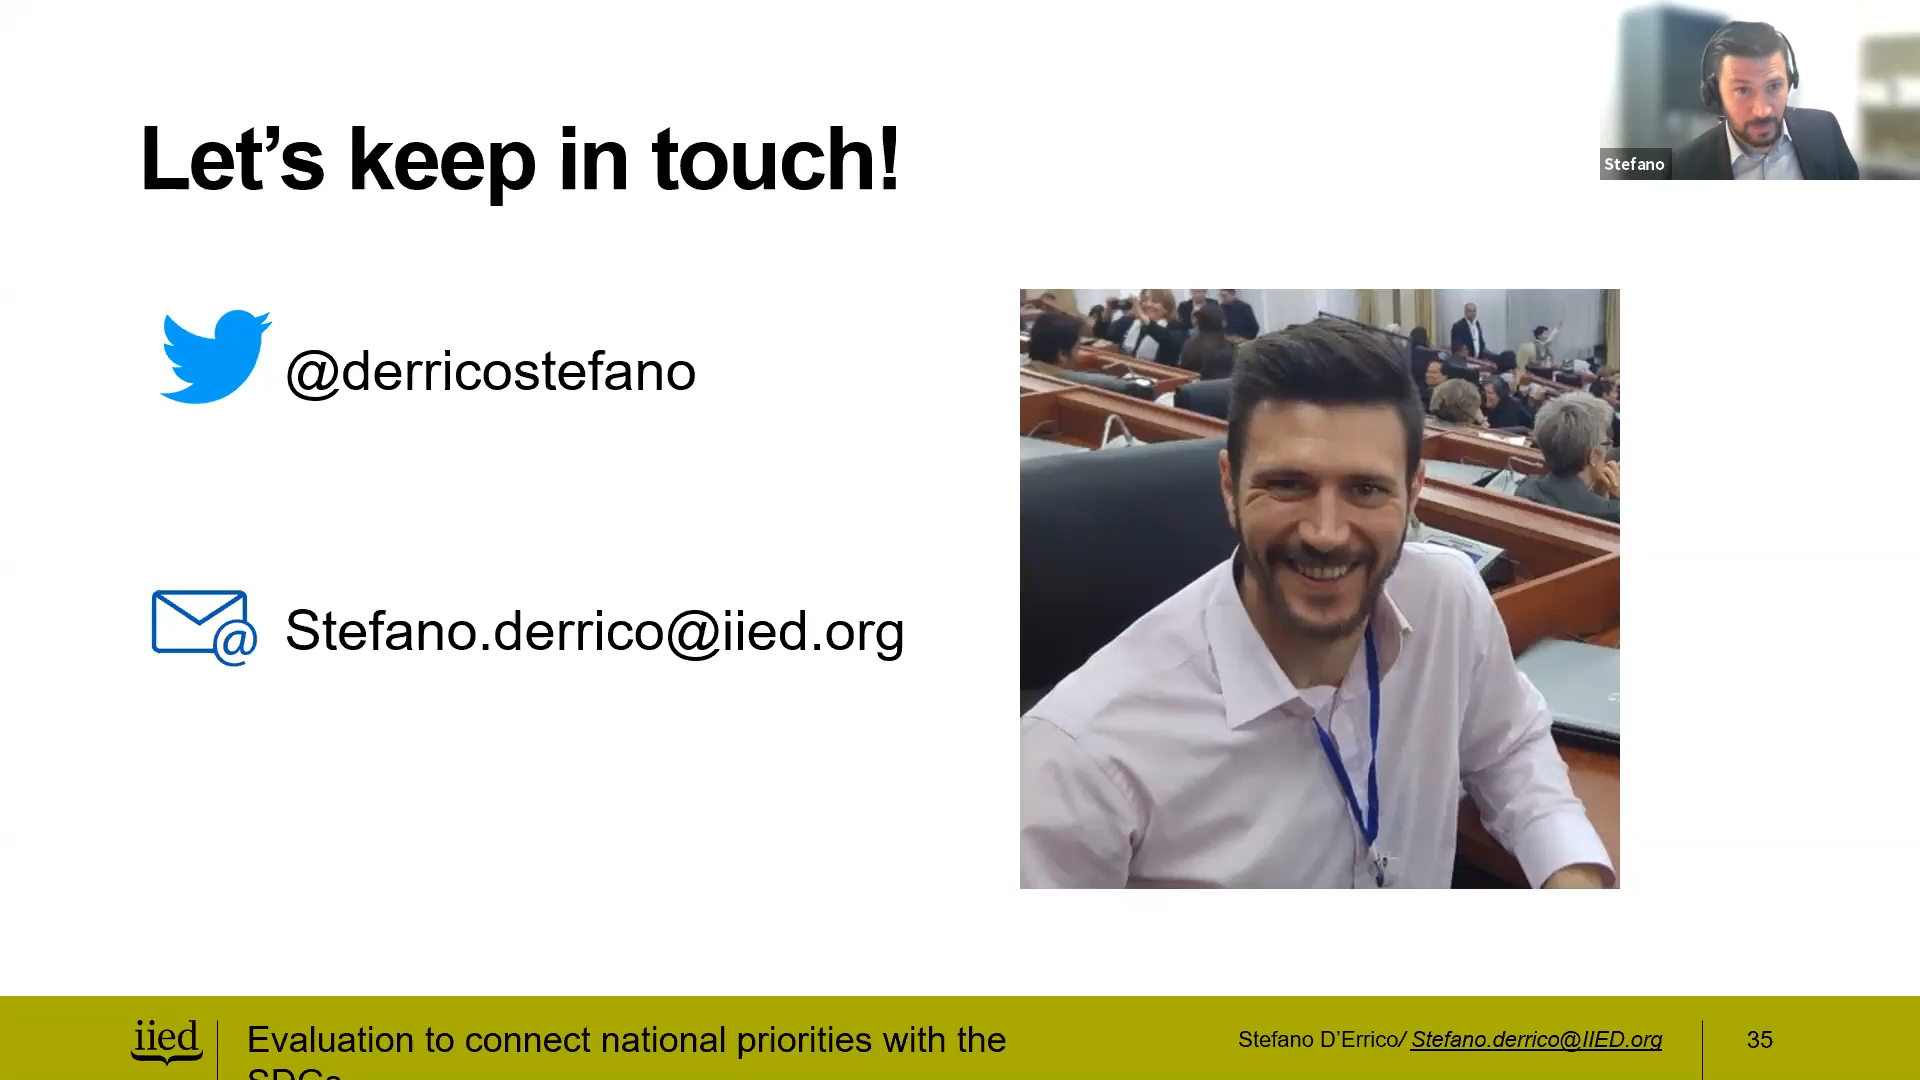 Stefano
Let’s keep in touch!
@derricostefano
Stefano.derrico@iied.org
iied
Evaluation to connect national priorities with the
SDGs
Stefano D’Errico/ Stefano.derrico@IIED.org
35